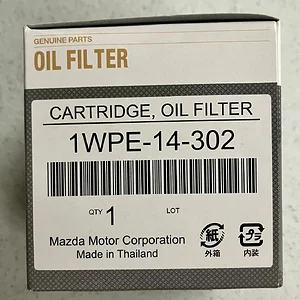 GENUINE PARTS
OIL FILTER
CARTRIDGE, OIL FILTER
1WPE-14-302
QTY 1 LOT
紙 プラ
外箱 内装
Mazda Motor Corporation
Made in Thailand